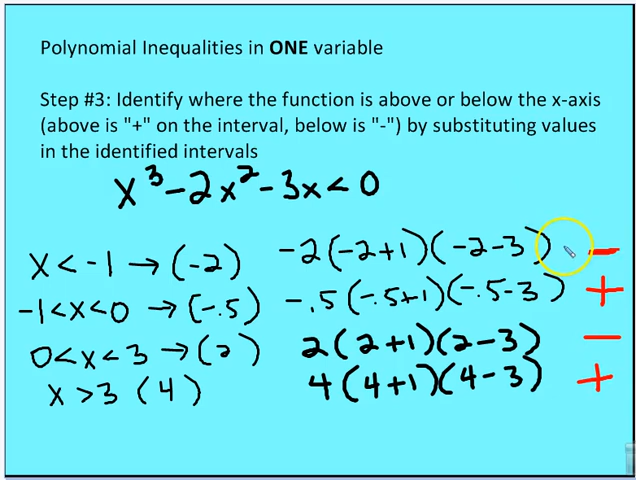 Polynomial Inequalities in ONE variable
Step #3: Identify where the function is above or below the x-axis
(above is "+" on the interval, below is "-") by substituting values
in the identified intervals
x³ - 2x² - 3x < 0
x < -1 → (-2) -2(-2+1)(-2-3) -
-1 < x < 0 → (-.5) -.5(-.5+1)(-.5-3) +
0 < x < 3 → (2) 2(2+1)(2-3) -
x > 3 (4) 4(4+1)(4-3) +